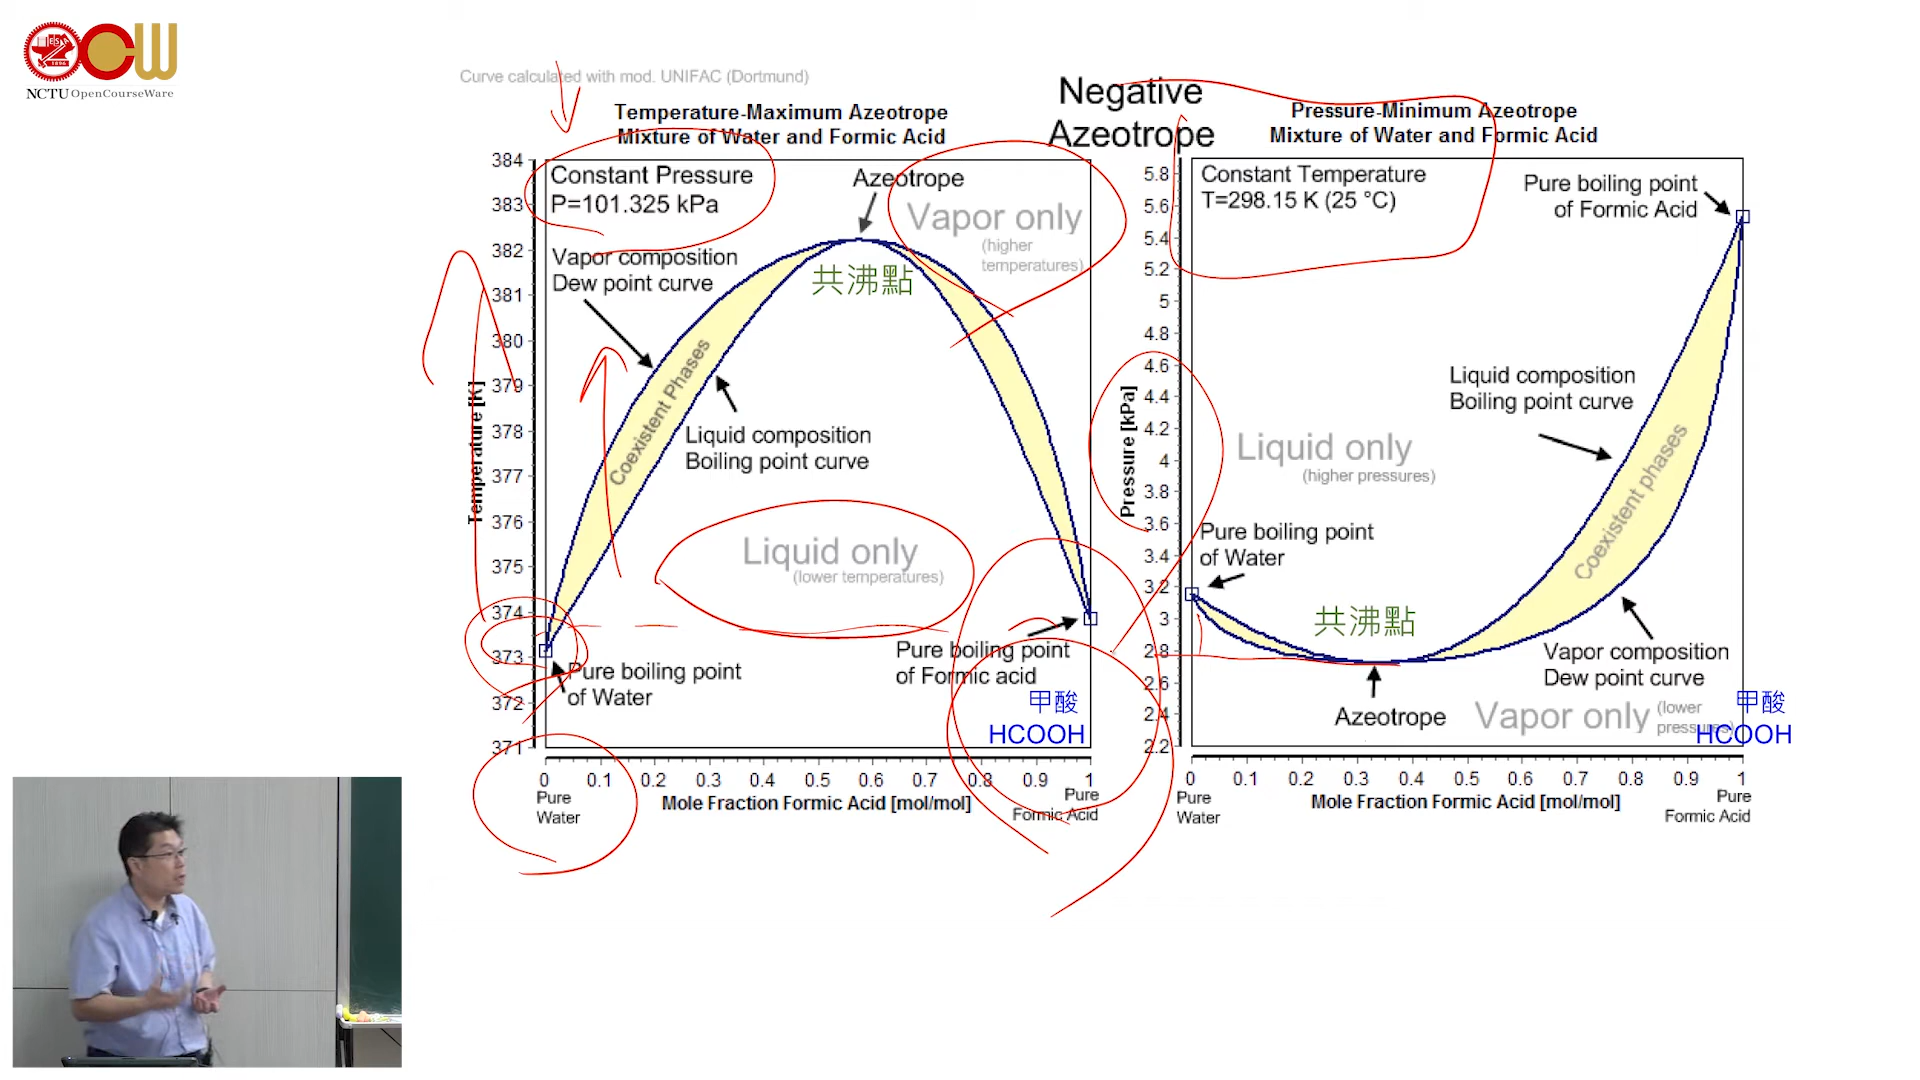 NCTU OpenCourseWare
Curve calculated with mod. UNIFAC (Dortmund)
Negative
Azeotrope
Temperature-Maximum Azeotrope
Mixture of Water and Formic Acid
384
383
382
381
380
379
378
377
376
375
374
373
372
371
Temperature [K]
Constant Pressure
P=101.325 kPa
Azeotrope
Vapor only
(higher
temperatures)
Vapor composition
Dew point curve
共沸點
Coexistent Phases
Liquid composition
Boiling point curve
Liquid only
(lower temperatures)
Pure boiling point
of Water
Pure boiling point
of Formic acid
甲酸
HCOOH
0 0.1 0.2 0.3 0.4 0.5 0.6 0.7 0.8 0.9 1
Pure
Water
Mole Fraction Formic Acid [mol/mol]
Pure
Formic Acid
Pressure-Minimum Azeotrope
Mixture of Water and Formic Acid
5.8
5.6
5.4
5.2
5
4.8
4.6
4.4
4.2
4
3.8
3.6
3.4
3.2
3
2.8
2.6
2.4
2.2
Pressure [kPa]
Constant Temperature
T=298.15 K (25 °C)
Pure boiling point
of Formic Acid
Liquid composition
Boiling point curve
Liquid only
(higher pressures)
Coexistent phases
Pure boiling point
of Water
共沸點
Vapor composition
Dew point curve
Azeotrope
Vapor only
(lower
pressures)
甲酸
HCOOH
0 0.1 0.2 0.3 0.4 0.5 0.6 0.7 0.8 0.9 1
Pure
Water
Mole Fraction Formic Acid [mol/mol]
Pure
Formic Acid